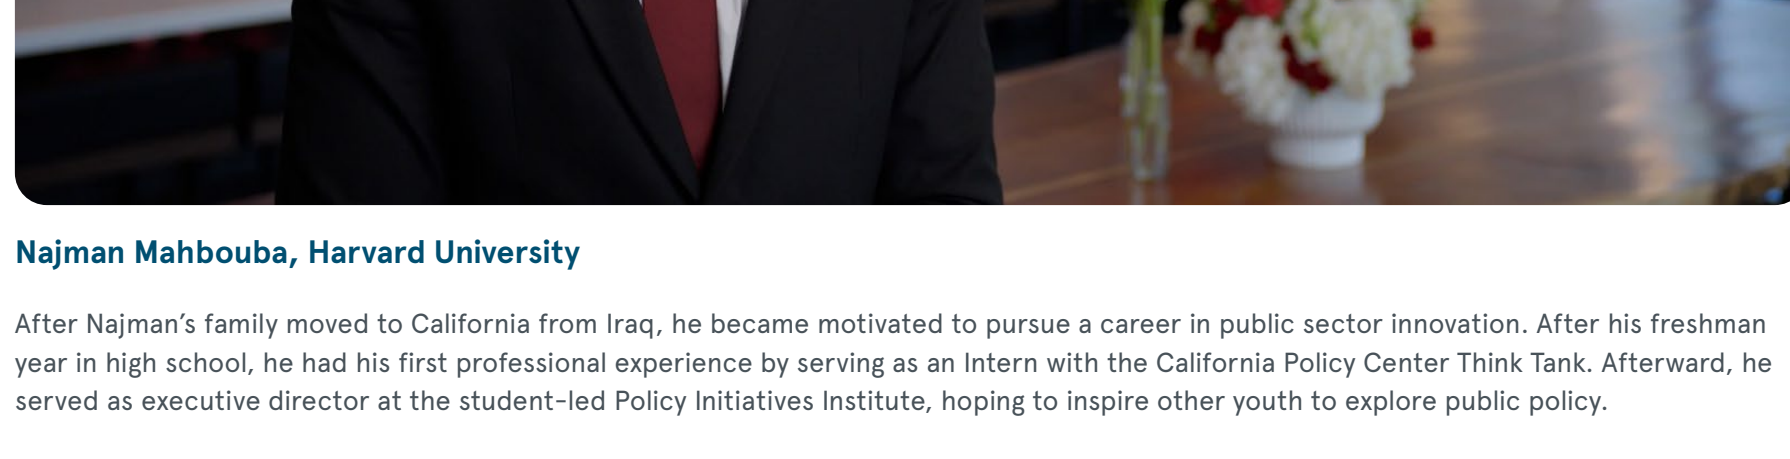 Najman Mahbouba, Harvard University
After Najman’s family moved to California from Iraq, he became motivated to pursue a career in public sector innovation. After his freshman
year in high school, he had his first professional experience by serving as an Intern with the California Policy Center Think Tank. Afterward, he
served as executive director at the student-led Policy Initiatives Institute, hoping to inspire other youth to explore public policy.